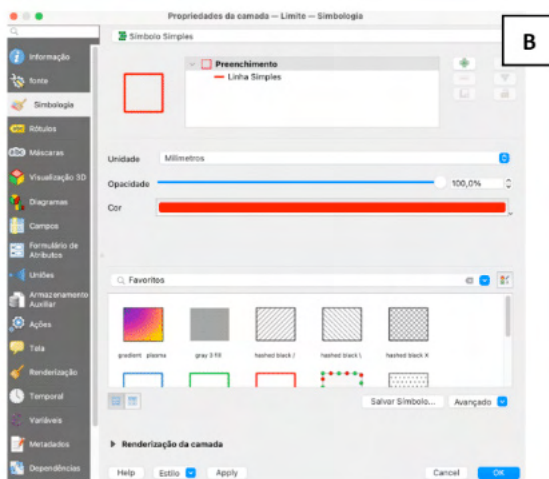 Propriedades da camada — Limite — Simbologia
B
Símbolo Simples
Informação
fonte
Simbologia
Rótulos
Máscaras
Visualização 3D
Diagramas
Campos
Formulário de
Atributos
Uniões
Armazenamento
Auxiliar
Ações
Tela
Renderização
Temporal
Variáveis
Metadados
Dependências
Preenchimento
Linha Simples
Unidade Milímetros
Opacidade 100,0%
Cor
Favoritos
gradient plasma gray 3 fill hashed black / hashed black \ hashed black X
Salvar Símbolo... Avançado
Renderização da camada
Help Estilo Apply Cancel OK